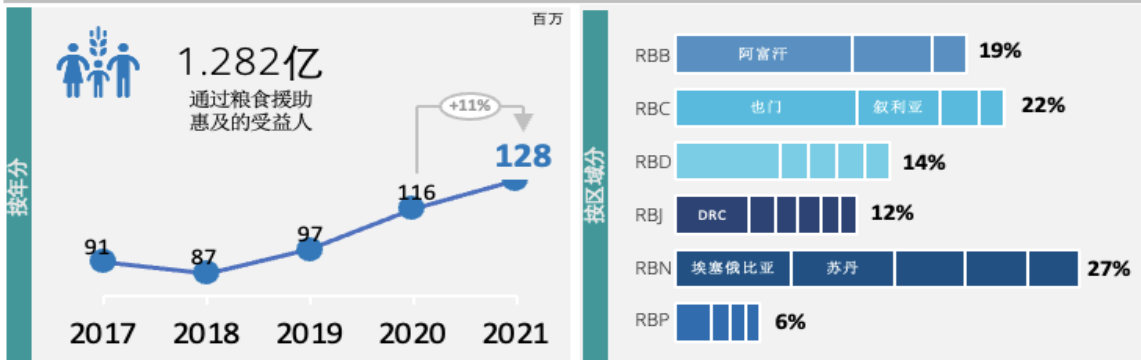 百万
1.282亿
通过粮食援助
惠及的受益人
+11%
128
116
97
91
87
2017 2018 2019 2020 2021
按年分
按区域分
RBB 阿富汗 19%
RBC 也门 叙利亚 22%
RBD 14%
RBJ DRC 12%
RBN 埃塞俄比亚 苏丹 27%
RBP 6%